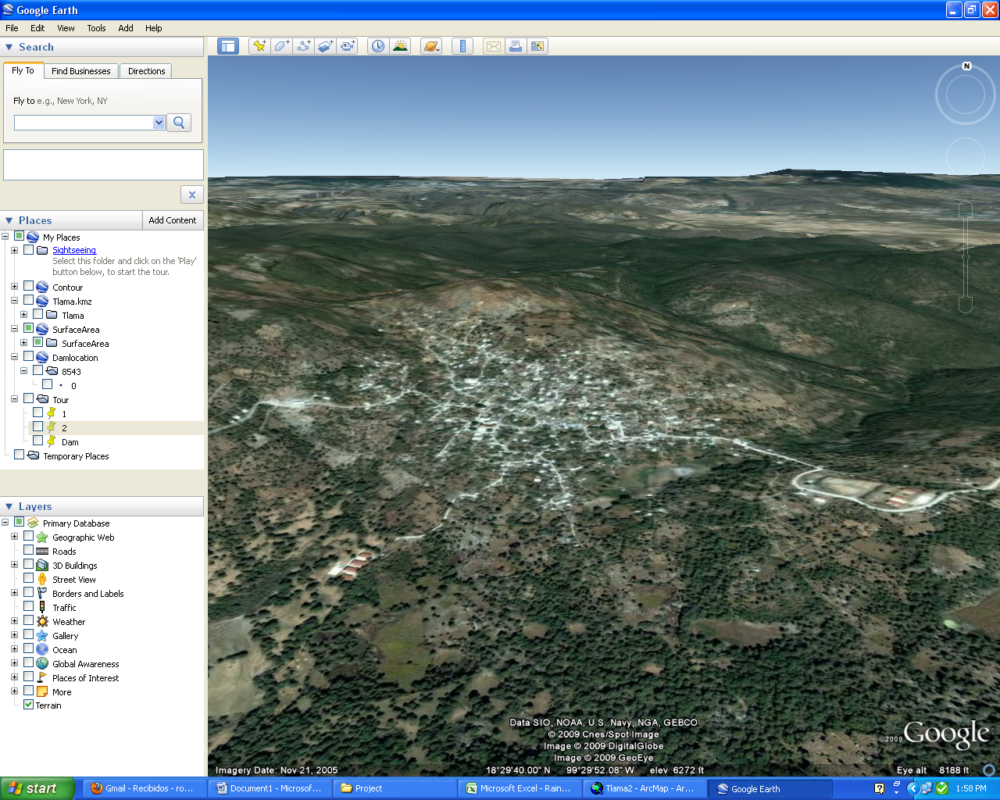 Google Earth
File Edit View Tools Add Help
Search
Fly To Find Businesses Directions
Fly to e.g., New York, NY
Places Add Content
My Places
Sightseeing
Select this folder and click on the 'Play'
button below, to start the tour.
Contour
Tlama.kmz
Tlama
SurfaceArea
SurfaceArea
Damlocation
8543
0
Tour
1
2
Dam
Temporary Places
Layers
Primary Database
Geographic Web
Roads
3D Buildings
Street View
Borders and Labels
Traffic
Weather
Gallery
Ocean
Global Awareness
Places of Interest
More
Terrain
N
Data SIO, NOAA, U.S. Navy, NGA, GEBCO
© 2009 Cnes/Spot Image
Image © 2009 DigitalGlobe
Image © 2009 GeoEye
©2009 Google
Imagery Date: Nov 21, 2005 18°29'40.00" N 99°29'52.08" W elev 6272 ft Eye alt 8188 ft
start Gmail - Recibidos - ro... Document1 - Microsof... Project Microsoft Excel - Rain... Tlama2 - ArcMap - Ar... Google Earth 1:58 PM